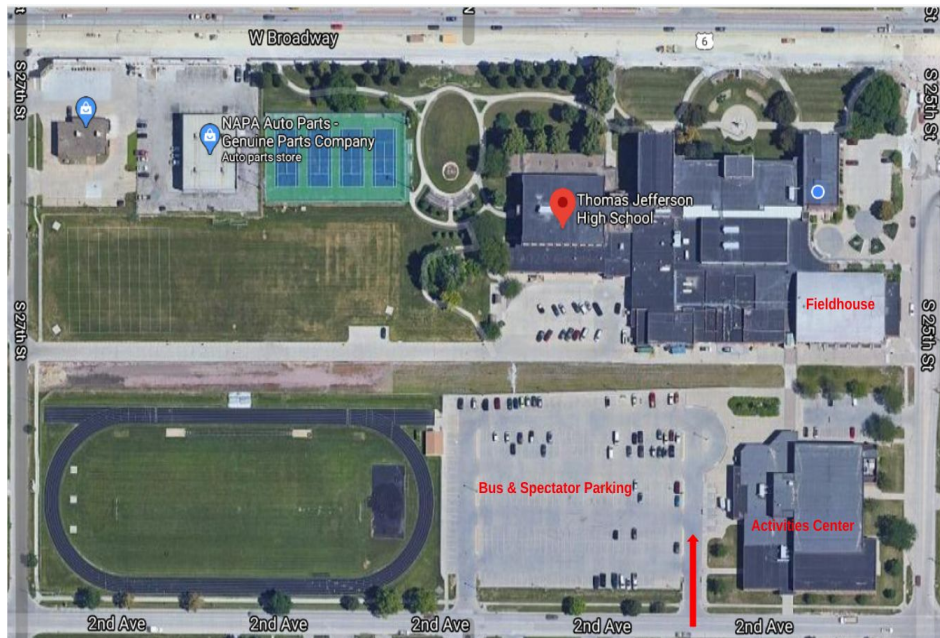 St
N
St
W Broadway
6
S 27th St
S 25th St
NAPA Auto Parts -
Genuine Parts Company
Auto parts store
Thomas Jefferson
High School
Fieldhouse
S 27th St
S 25th St
Bus & Spectator Parking
Activities Center
2nd Ave
2nd Ave
2nd Ave
2nd Ave
2nd Ave